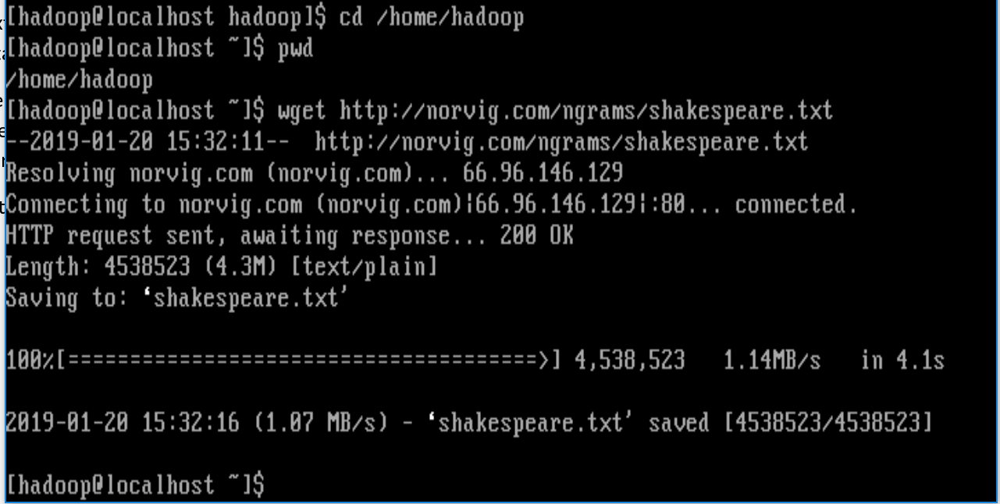 [hadoop@localhost hadoop]$ cd /home/hadoop
[hadoop@localhost ~]$ pwd
/home/hadoop
[hadoop@localhost ~]$ wget http://norvig.com/ngrams/shakespeare.txt
--2019-01-20 15:32:11--  http://norvig.com/ngrams/shakespeare.txt
Resolving norvig.com (norvig.com)... 66.96.146.129
Connecting to norvig.com (norvig.com)|66.96.146.129|:80... connected.
HTTP request sent, awaiting response... 200 OK
Length: 4538523 (4.3M) [text/plain]
Saving to: ‘shakespeare.txt’
100%[======================================>] 4,538,523   1.14MB/s   in 4.1s
2019-01-20 15:32:16 (1.07 MB/s) - ‘shakespeare.txt’ saved [4538523/4538523]
[hadoop@localhost ~]$